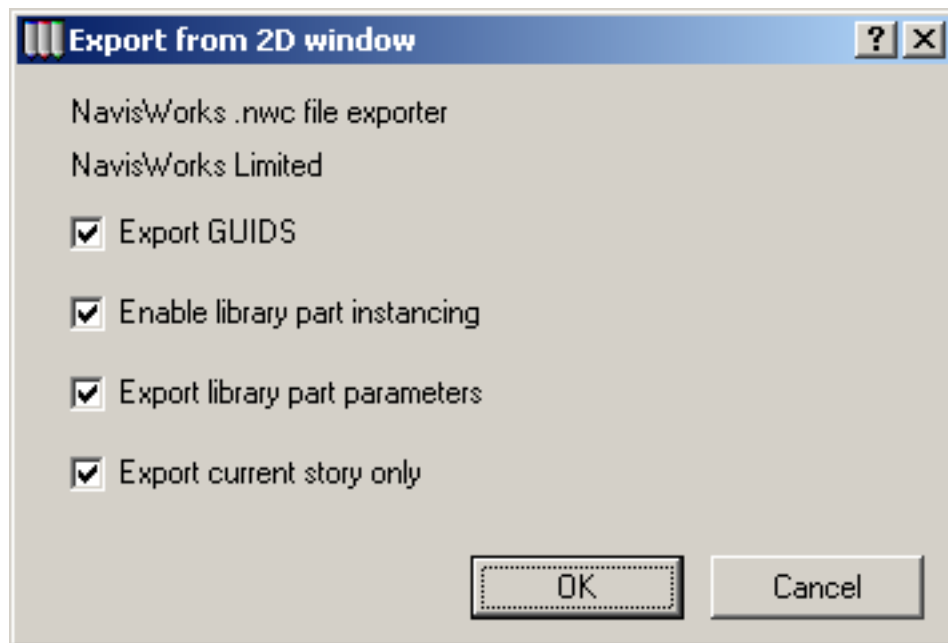 Export from 2D window
NavisWorks .nwc file exporter
NavisWorks Limited
Export GUIDS
Enable library part instancing
Export library part parameters
Export current story only
OK Cancel